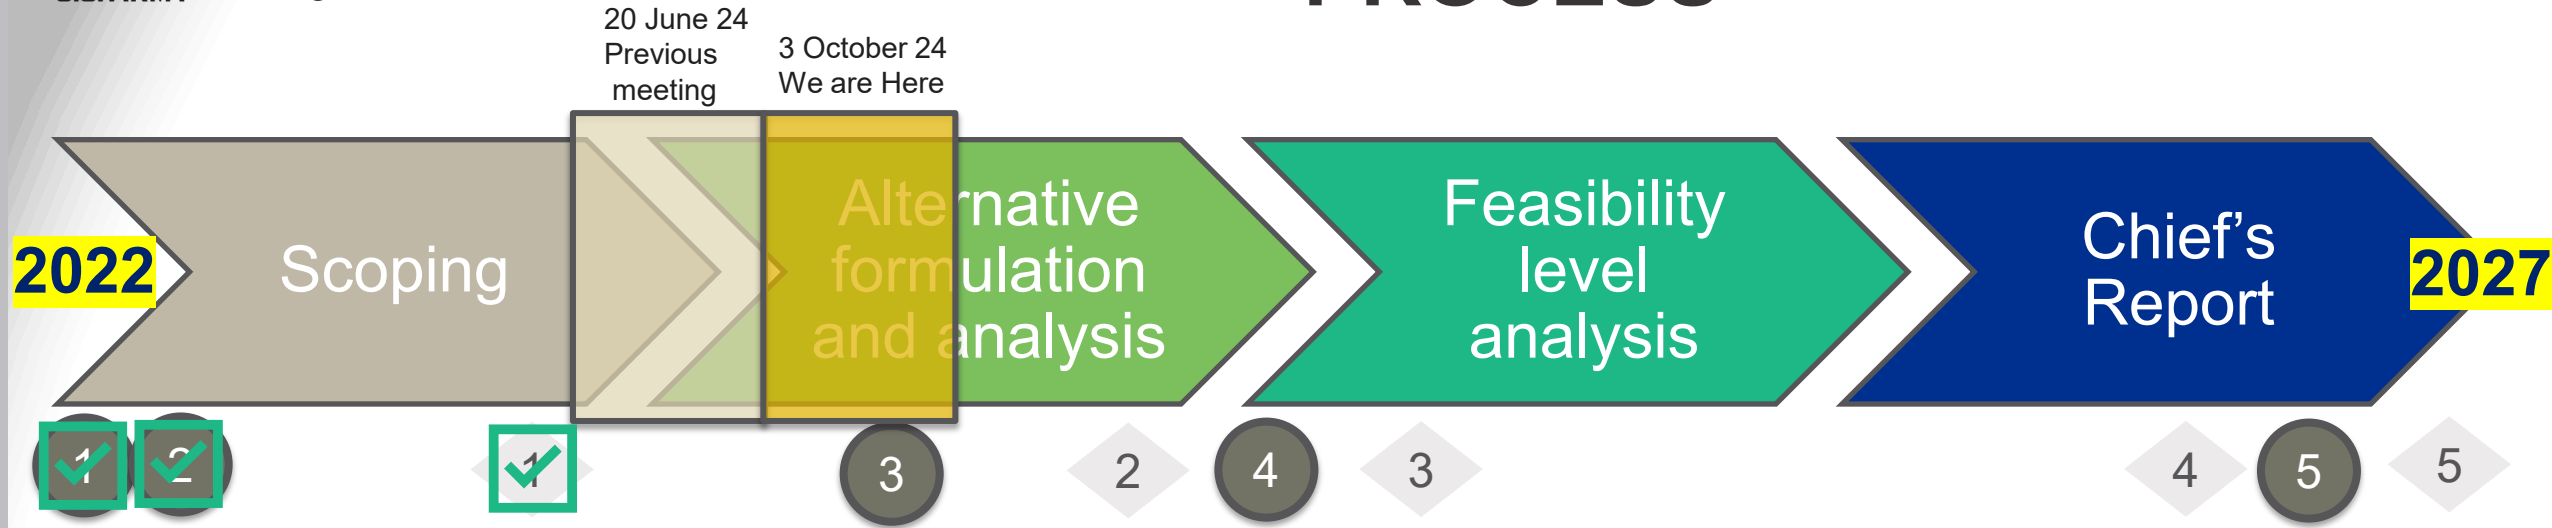 PROCESS
20 June 24
Previous
meeting
3 October 24
We are Here
2022
Scoping
Alternative
formulation
and analysis
Feasibility
level
analysis
Chief's
Report
2027
1
2
1
3
2
4
3
4
5
5